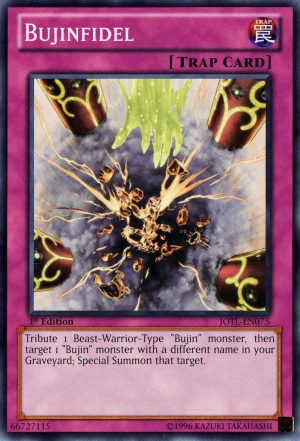 BUJINFIDEL
TRAP
罠
[TRAP CARD]
1st Edition
JOTL-EN075
Tribute 1 Beast-Warrior-Type "Bujin" monster, then
target 1 "Bujin" monster with a different name in your
Graveyard; Special Summon that target.
66727115
©1996 KAZUKI TAKAHASHI